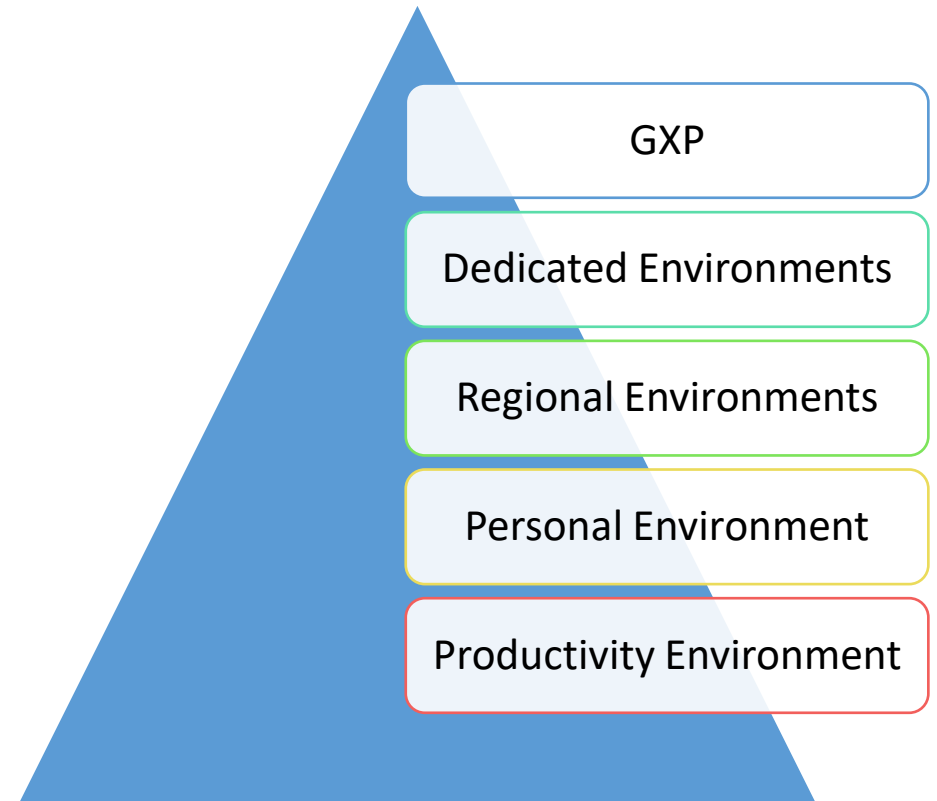 GXP
Dedicated Environments
Regional Environments
Personal Environment
Productivity Environment